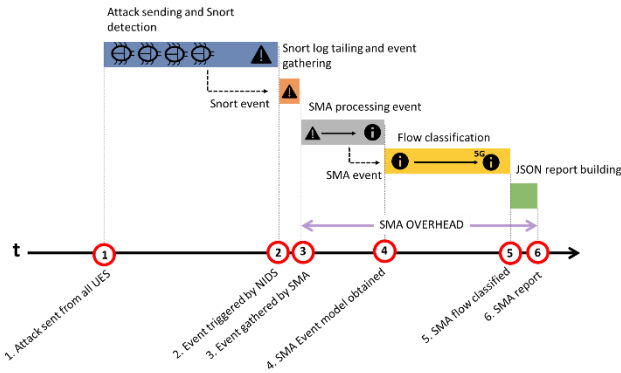 Attack sending and Snort
detection
Snort log tailing and event
gathering
Snort event
SMA processing event
SMA event
Flow classification
5G
JSON report building
SMA OVERHEAD
t
1
2
3
4
5
6
1. Attack sent from all UES
2. Event triggered by NIDS
3. Event gathered by SMA
4. SMA Event model obtained
5. SMA flow classified
6. SMA report